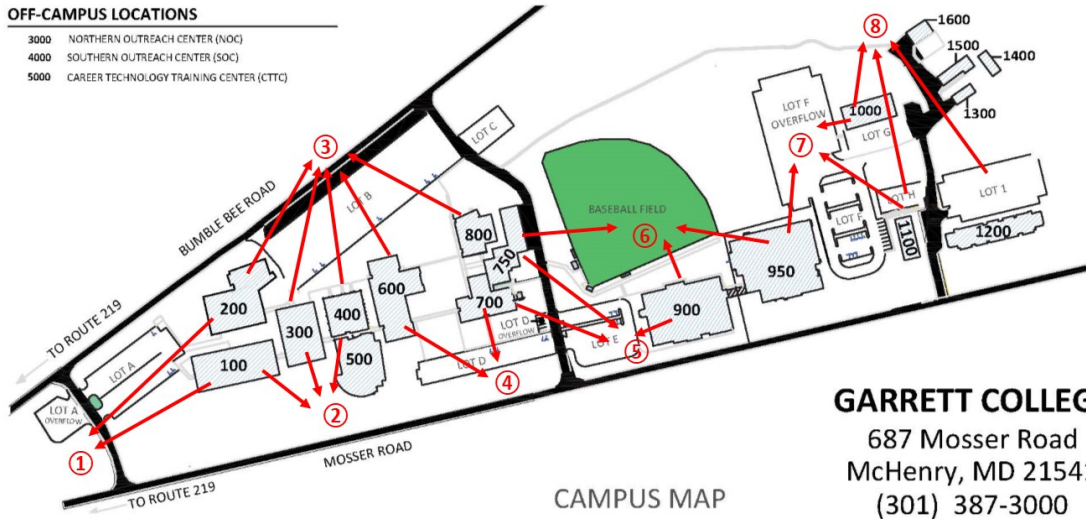 OFF-CAMPUS LOCATIONS
3000 NORTHERN OUTREACH CENTER (NOC)
4000 SOUTHERN OUTREACH CENTER (SOC)
5000 CAREER TECHNOLOGY TRAINING CENTER (CTTC)
⑧
1600
1500
1400
1300
LOT F
OVERFLOW
1000
LOT G
LOT C
③
⑦
BUMBLE BEE ROAD
LOT B
LOT 1
LOT H
BASEBALL FIELD
LOT F
⑥
800
750
1100
1200
950
200
600
700
900
300
400
TO ROUTE 219
LOT D
OVERFLOW
LOT E
⑤
100
500
LOT A
LOT D
④
LOT A
OVERFLOW
②
①
MOSSER ROAD
TO ROUTE 219
CAMPUS MAP
GARRETT COLLEG
687 Mosser Road
McHenry, MD 21541
(301) 387-3000